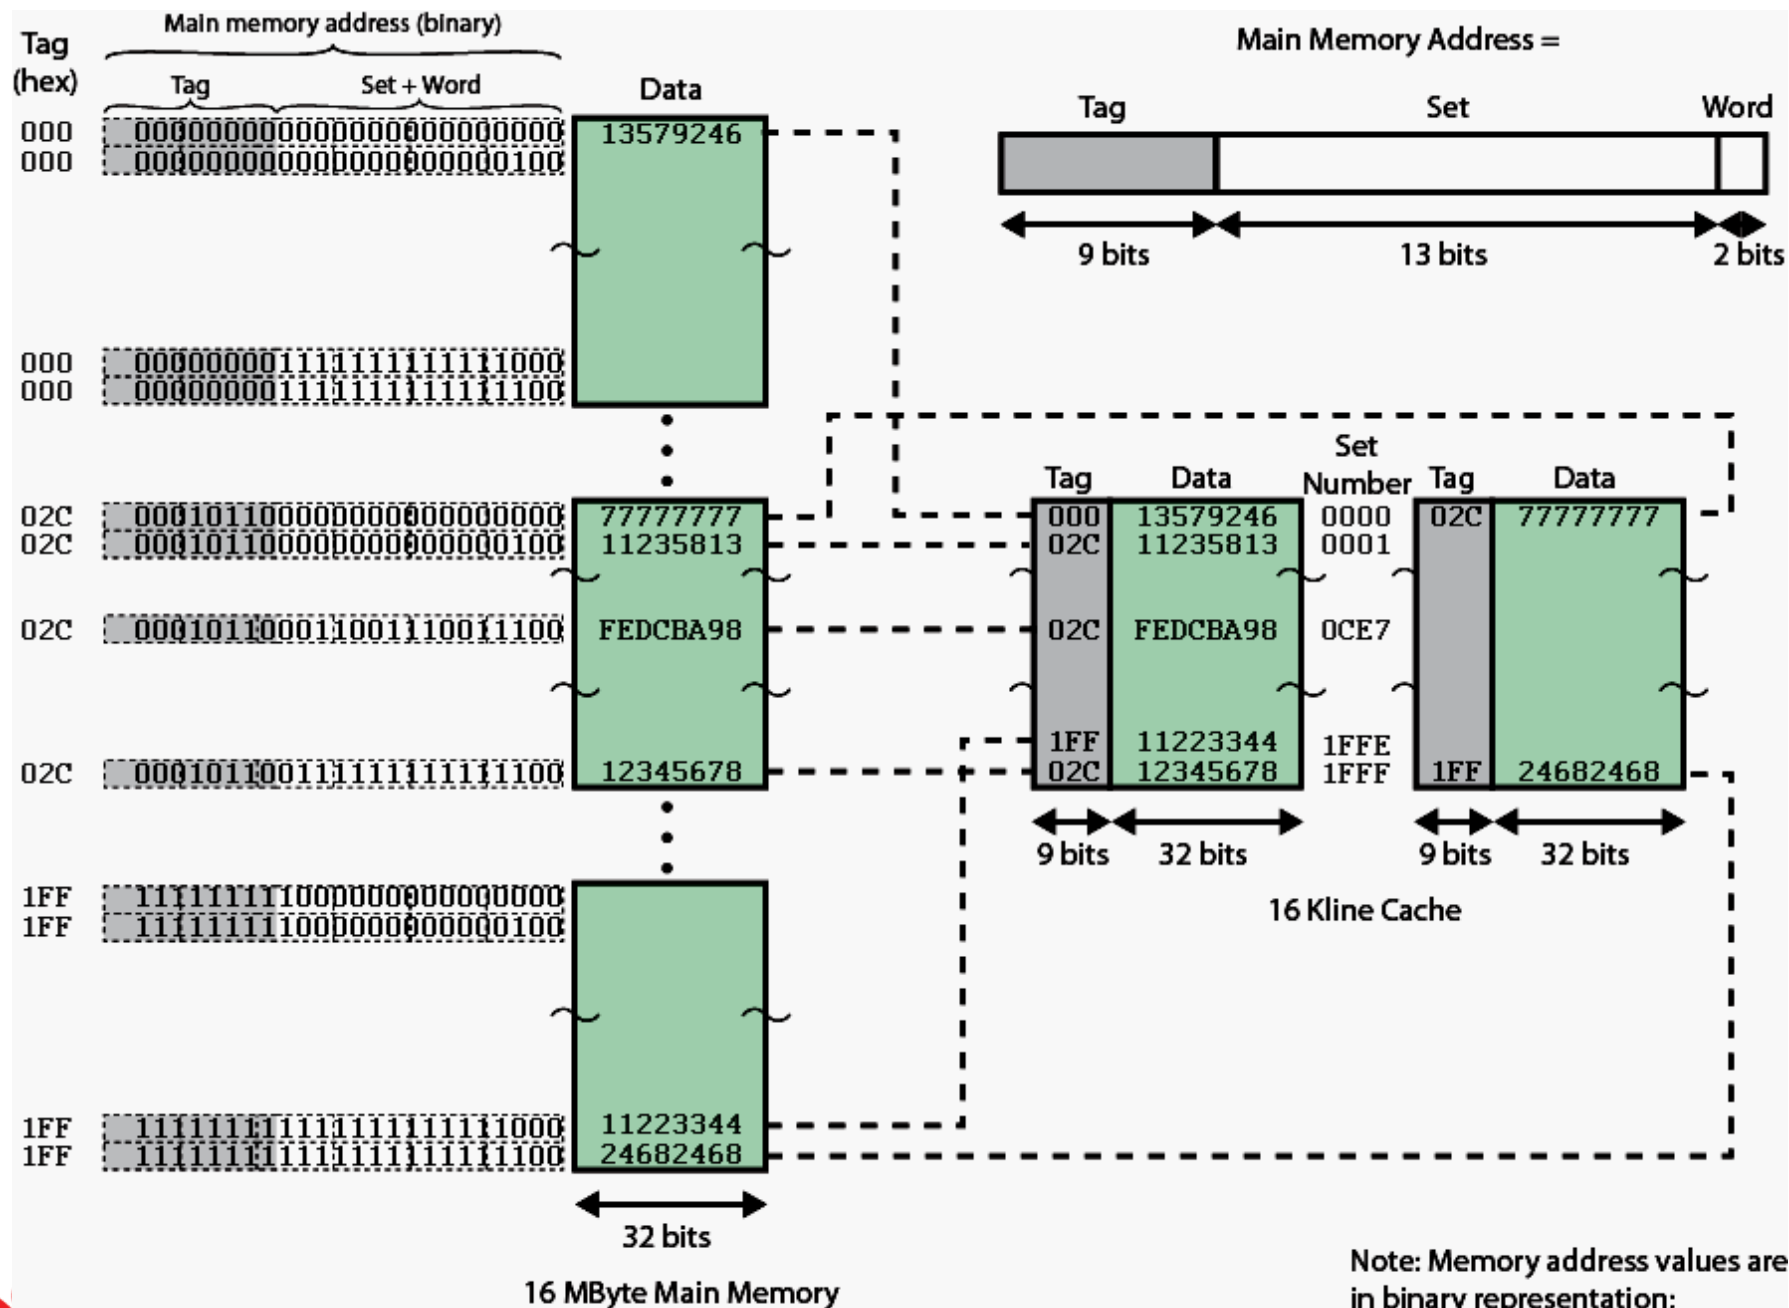 Main memory address (binary)
Tag
(hex)
Tag Set + Word Data
Main Memory Address =
Tag Set Word
9 bits 13 bits 2 bits
000 000000000000000000000000 13579246
000 000000000000000000000100
000 000000001111111111111000
000 000000001111111111111100
02C 000101100000000000000000 77777777
02C 000101100000000000000100 11235813
02C 000101100011001110011100 FEDCBA98
02C 000101100111111111111100 12345678
1FF 111111111000000000000000
1FF 111111111000000000000100
1FF 111111111111111111111000 11223344
1FF 111111111111111111111100 24682468
32 bits
16 MByte Main Memory
Tag Data Set Number Tag Data
000 13579246 0000 02C 77777777
02C 11235813 0001
02C FEDCBA98 0CE7
1FF 11223344 1FFE
02C 12345678 1FFF 1FF 24682468
9 bits 32 bits 9 bits 32 bits
16 Kline Cache
Note: Memory address values are
in binary representation;